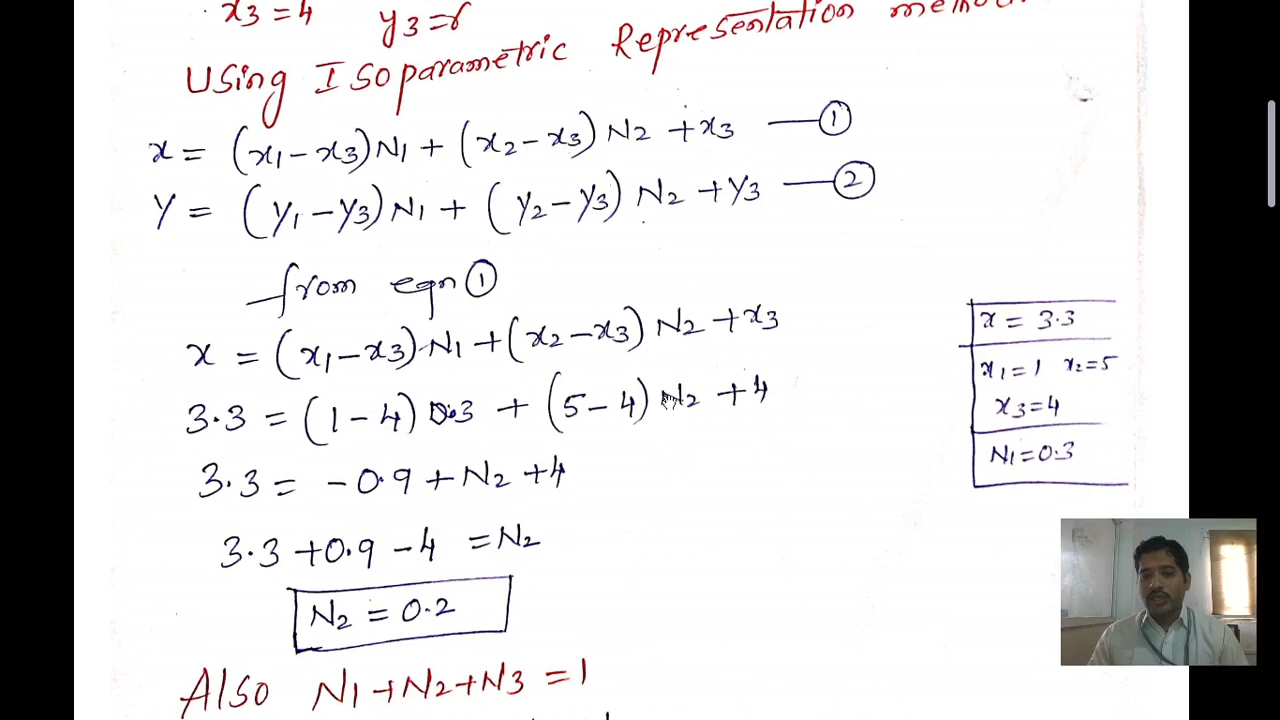 x3 = 4 y3 = 6
Using Isoparametric Representation method
x = (x1 − x3) N1 + (x2 − x3) N2 + x3 — ①
Y = (y1 − y3) N1 + (y2 − y3) N2 + y3 — ②
from eqn ①
x = (x1 − x3) N1 + (x2 − x3) N2 + x3
3.3 = (1 − 4) 0.3 + (5 − 4) N2 + 4
3.3 = −0.9 + N2 + 4
3.3 + 0.9 − 4 = N2
N2 = 0.2
Also N1 + N2 + N3 = 1
x = 3.3
x1 = 1 x2 = 5
x3 = 4
N1 = 0.3